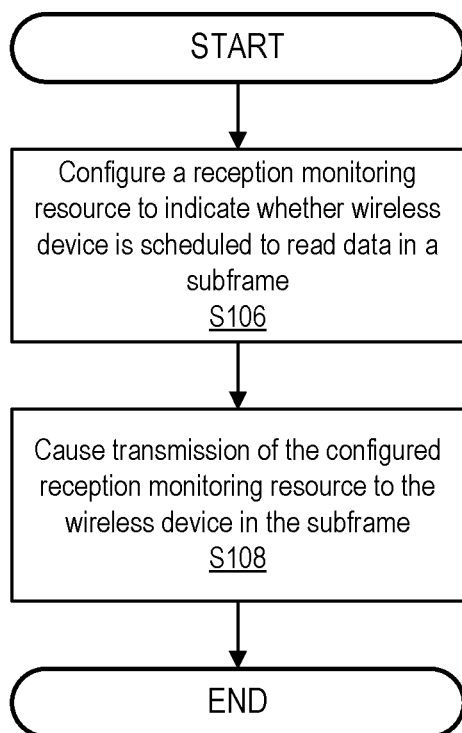 START
Configure a reception monitoring
resource to indicate whether wireless
device is scheduled to read data in a
subframe
S106
Cause transmission of the configured
reception monitoring resource to the
wireless device in the subframe
S108
END